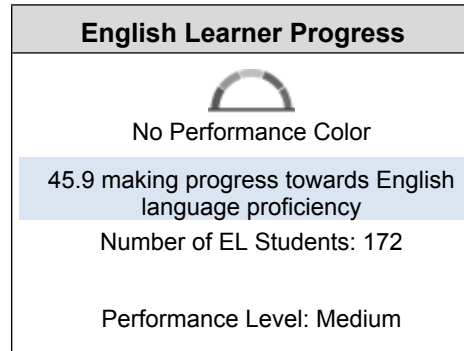 English Learner Progress
No Performance Color
45.9 making progress towards English
language proficiency
Number of EL Students: 172
Performance Level: Medium